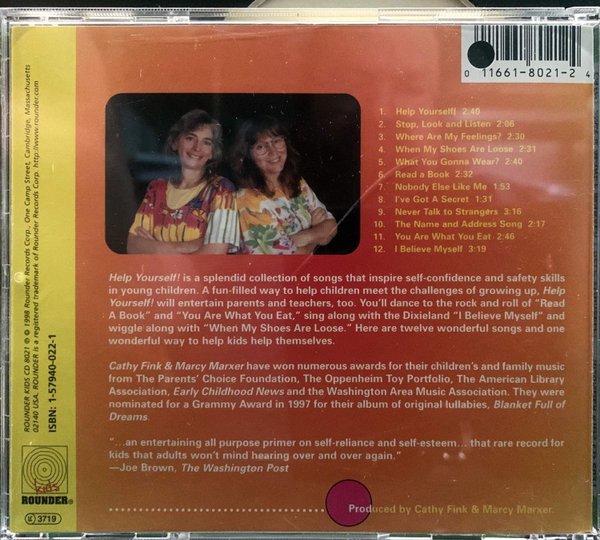 0 11661-8021-2 4
1. Help Yourself! 2:40
2. Stop, Look and Listen 2:06
3. Where Are My Feelings? 2:30
4. When My Shoes Are Loose 2:31
5. What You Gonna Wear? 2:40
6. Read a Book 2:32
7. Nobody Else Like Me 1:53
8. I've Got A Secret 1:31
9. Never Talk to Strangers 3:16
10. The Name and Address Song 2:17
11. You Are What You Eat 2:46
12. I Believe Myself 3:19
Help Yourself! is a splendid collection of songs that inspire self-confidence and safety skills
in young children. A fun-filled way to help children meet the challenges of growing up, Help
Yourself! will entertain parents and teachers, too. You'll dance to the rock and roll of "Read
A Book" and "You Are What You Eat," sing along with the Dixieland "I Believe Myself" and
wiggle along with "When My Shoes Are Loose." Here are twelve wonderful songs and one
wonderful way to help kids help themselves.
Cathy Fink & Marcy Marxer have won numerous awards for their children's and family music
from The Parents' Choice Foundation, The Oppenheim Toy Portfolio, The American Library
Association, Early Childhood News and the Washington Area Music Association. They were
nominated for a Grammy Award in 1997 for their album of original lullabies, Blanket Full of
Dreams.
"...an entertaining all purpose primer on self-reliance and self-esteem... that rare record for
kids that adults won't mind hearing over and over again."
—Joe Brown, The Washington Post
Produced by Cathy Fink & Marcy Marxer.
ROUNDER KIDS CD 8021 ℗ © 1998 Rounder Records Corp., One Camp Street, Cambridge, Massachusetts
02140 USA. ROUNDER is a registered trademark of Rounder Records Corp. http://www.rounder.com
ISBN: 1-57940-022-1
kids
ROUNDER®
LC 3719